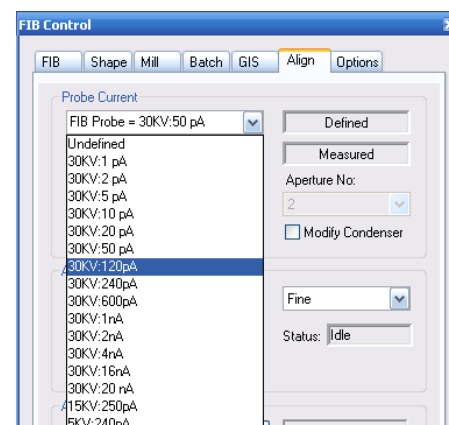 FIB Control
FIB Shape Mill Batch GIS Align Options
Probe Current
FIB Probe = 30KV:50 pA
Defined
Measured
Aperture No:
2
Modify Condenser
Undefined
30KV:1 pA
30KV:2 pA
30KV:5 pA
30KV:10 pA
30KV:20 pA
30KV:50 pA
30KV:120pA
30KV:240pA
30KV:600pA
30KV:1nA
30KV:2nA
30KV:4nA
30KV:16nA
30KV:20 nA
15KV:250pA
5KV:240pA
Fine
Status: Idle